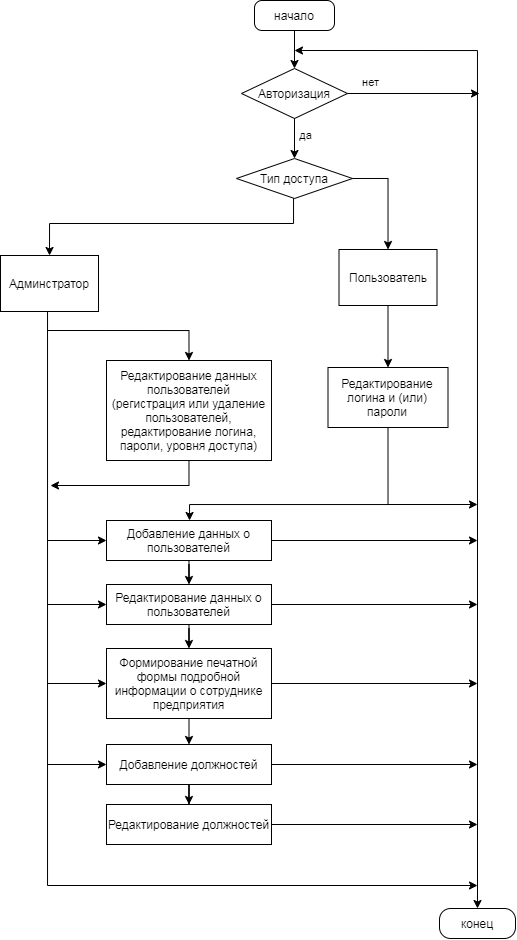 начало
Авторизация
нет
да
Тип доступа
Админстратор
Пользователь
Редактирование данных
пользователей
(регистрация или удаление
пользователей,
редактирование логина,
пароли, уровня доступа)
Редактирование
логина и (или)
пароли
Добавление данных о
пользователей
Редактирование данных о
пользователей
Формирование печатной
формы подробной
информации о сотруднике
предприятия
Добавление должностей
Редактирование должностей
конец